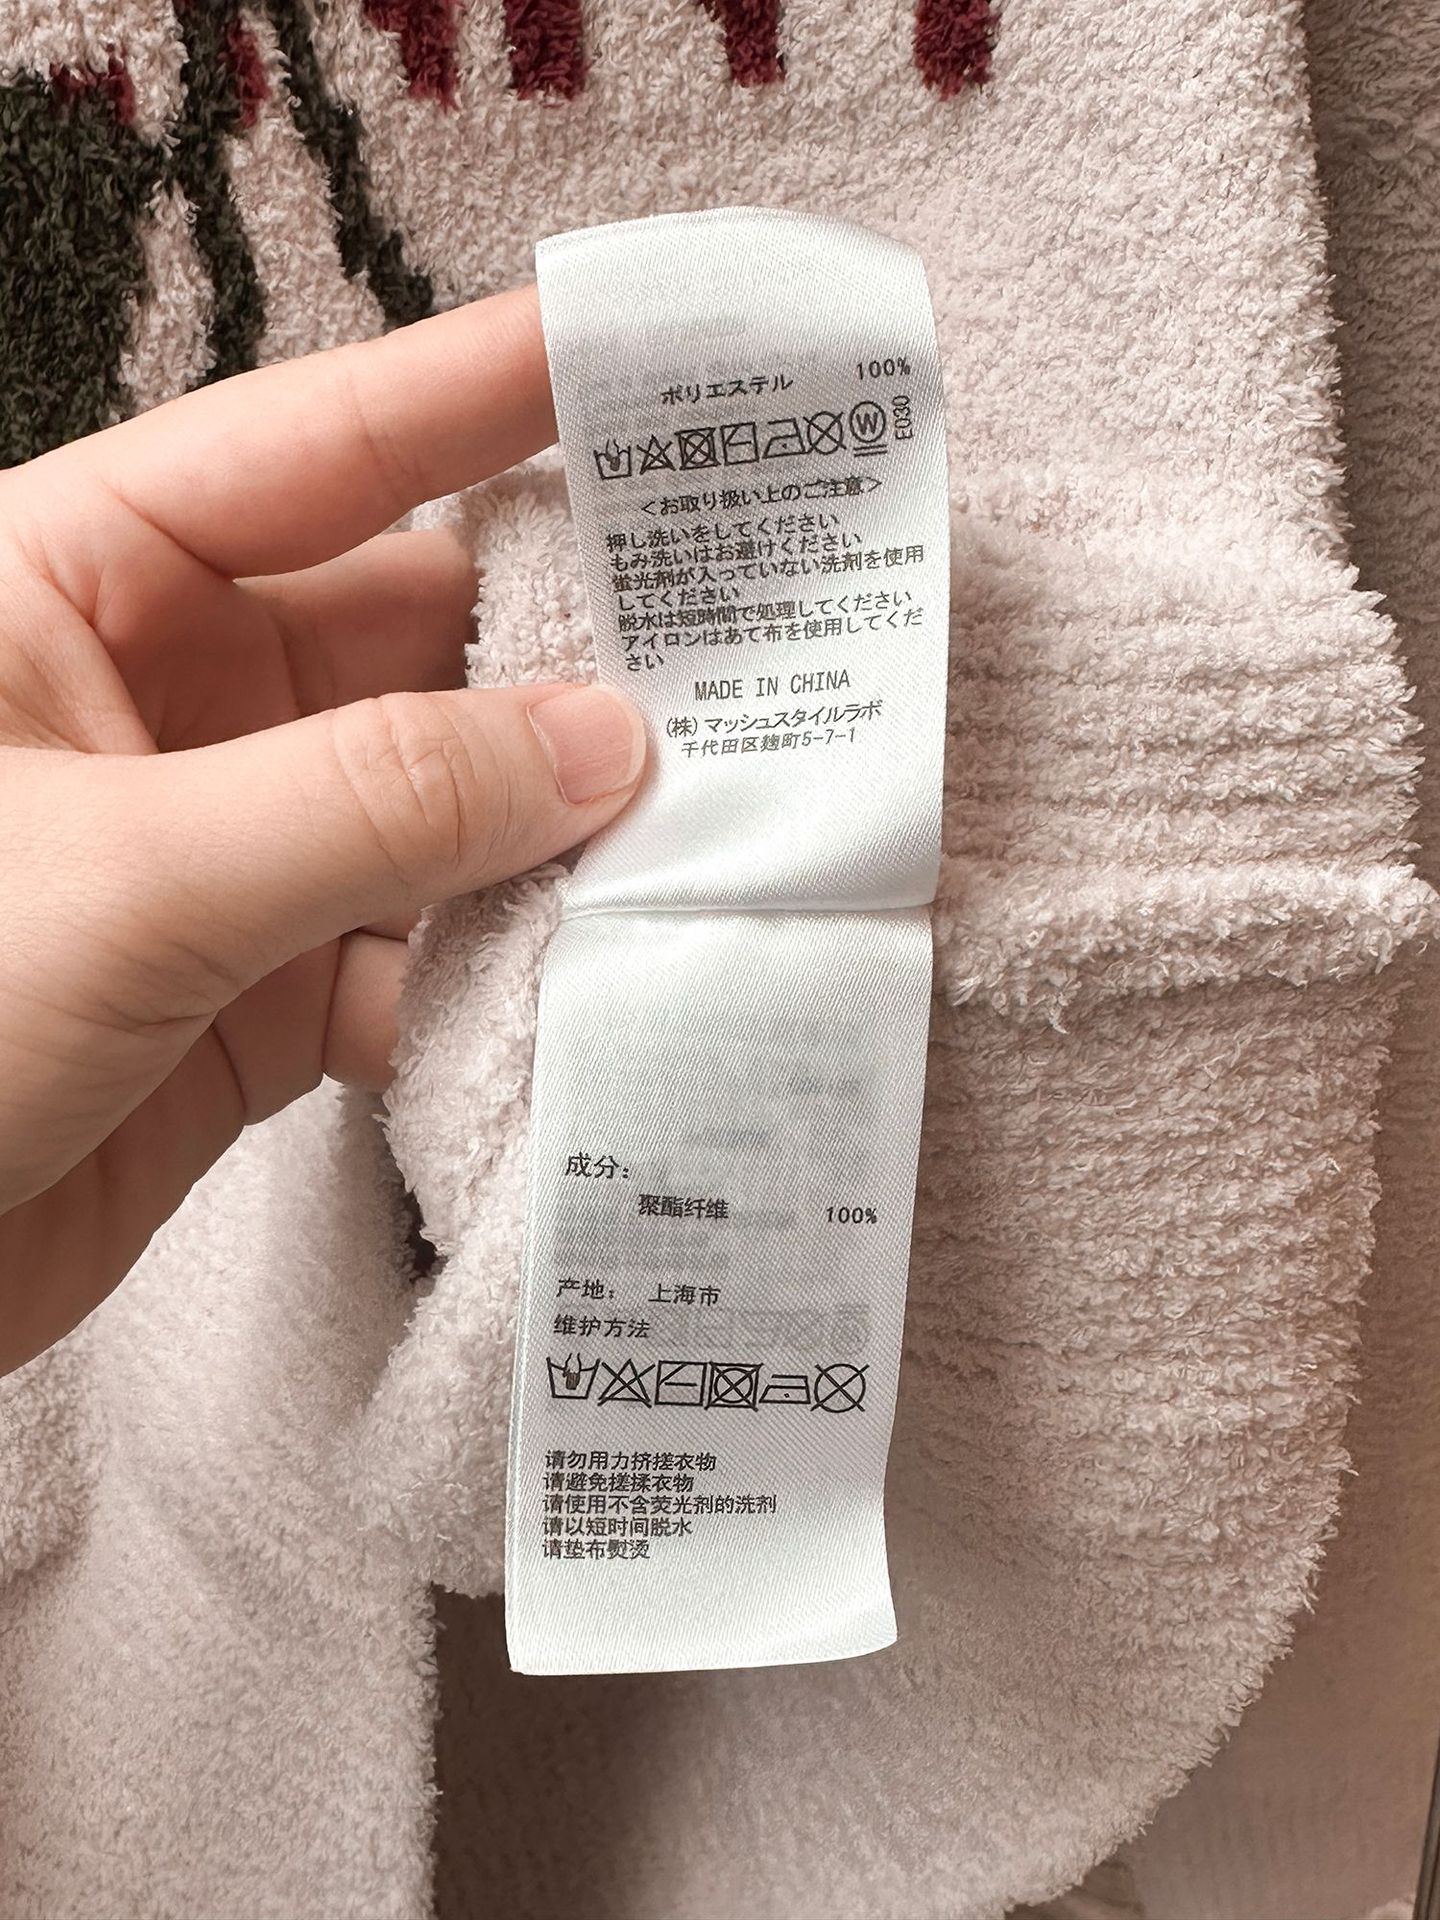 ポリエステル 100%
W
E030
<お取り扱い上のご注意>
押し洗いをしてください
もみ洗いはお避けください
蛍光剤が入っていない洗剤を使用
してください
脱水は短時間で処理してください
アイロンはあて布を使用してくだ
さい
MADE IN CHINA
(株)マッシュスタイルラボ
千代田区麹町5-7-1
成分:
聚酯纤维 100%
产地: 上海市
维护方法
请勿用力挤搓衣物
请避免搓揉衣物
请使用不含荧光剂的洗剂
请以短时间脱水
请垫布熨烫